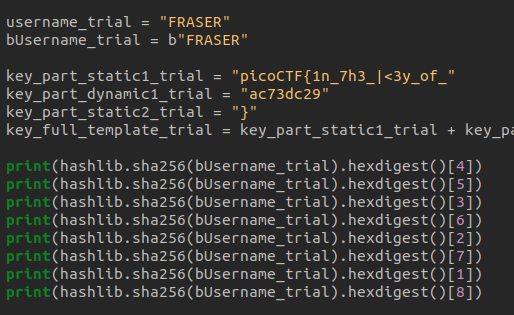 username_trial = "FRASER"
bUsername_trial = b"FRASER"
key_part_static1_trial = "picoCTF{1n_7h3_|<3y_of_"
key_part_dynamic1_trial = "ac73dc29"
key_part_static2_trial = "}"
key_full_template_trial = key_part_static1_trial + key_pa
print(hashlib.sha256(bUsername_trial).hexdigest()[4])
print(hashlib.sha256(bUsername_trial).hexdigest()[5])
print(hashlib.sha256(bUsername_trial).hexdigest()[3])
print(hashlib.sha256(bUsername_trial).hexdigest()[6])
print(hashlib.sha256(bUsername_trial).hexdigest()[2])
print(hashlib.sha256(bUsername_trial).hexdigest()[7])
print(hashlib.sha256(bUsername_trial).hexdigest()[1])
print(hashlib.sha256(bUsername_trial).hexdigest()[8])